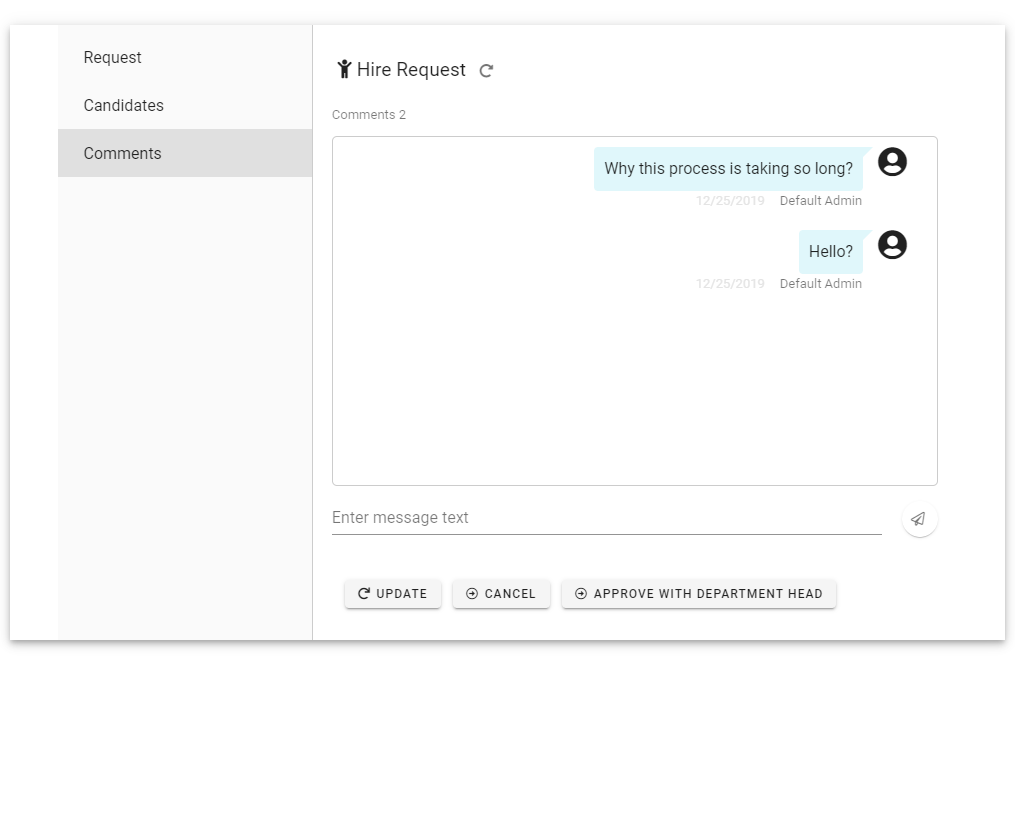 Request
Candidates
Comments
Hire Request
Comments 2
Why this process is taking so long?
12/25/2019 Default Admin
Hello?
12/25/2019 Default Admin
Enter message text
UPDATE CANCEL APPROVE WITH DEPARTMENT HEAD